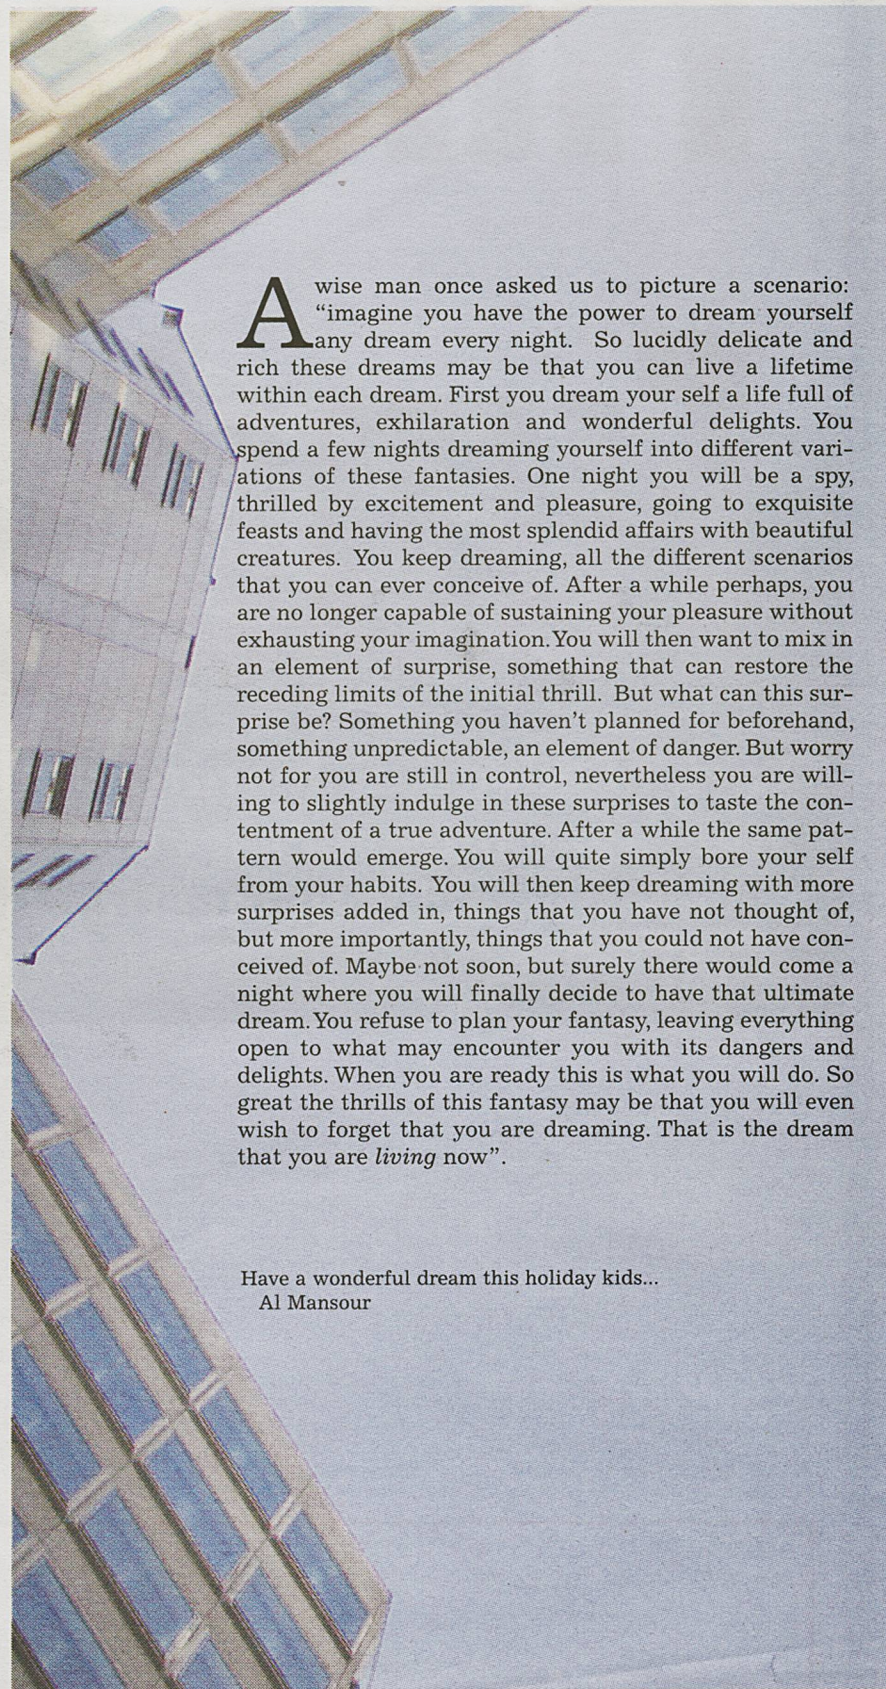 A wise man once asked us to picture a scenario:
“imagine you have the power to dream yourself
any dream every night. So lucidly delicate and
rich these dreams may be that you can live a lifetime
within each dream. First you dream your self a life full of
adventures, exhilaration and wonderful delights. You
spend a few nights dreaming yourself into different vari-
ations of these fantasies. One night you will be a spy,
thrilled by excitement and pleasure, going to exquisite
feasts and having the most splendid affairs with beautiful
creatures. You keep dreaming, all the different scenarios
that you can ever conceive of. After a while perhaps, you
are no longer capable of sustaining your pleasure without
exhausting your imagination. You will then want to mix in
an element of surprise, something that can restore the
receding limits of the initial thrill. But what can this sur-
prise be? Something you haven’t planned for beforehand,
something unpredictable, an element of danger. But worry
not for you are still in control, nevertheless you are will-
ing to slightly indulge in these surprises to taste the con-
tentment of a true adventure. After a while the same pat-
tern would emerge. You will quite simply bore your self
from your habits. You will then keep dreaming with more
surprises added in, things that you have not thought of,
but more importantly, things that you could not have con-
ceived of. Maybe not soon, but surely there would come a
night where you will finally decide to have that ultimate
dream. You refuse to plan your fantasy, leaving everything
open to what may encounter you with its dangers and
delights. When you are ready this is what you will do. So
great the thrills of this fantasy may be that you will even
wish to forget that you are dreaming. That is the dream
that you are living now”.
Have a wonderful dream this holiday kids...
Al Mansour